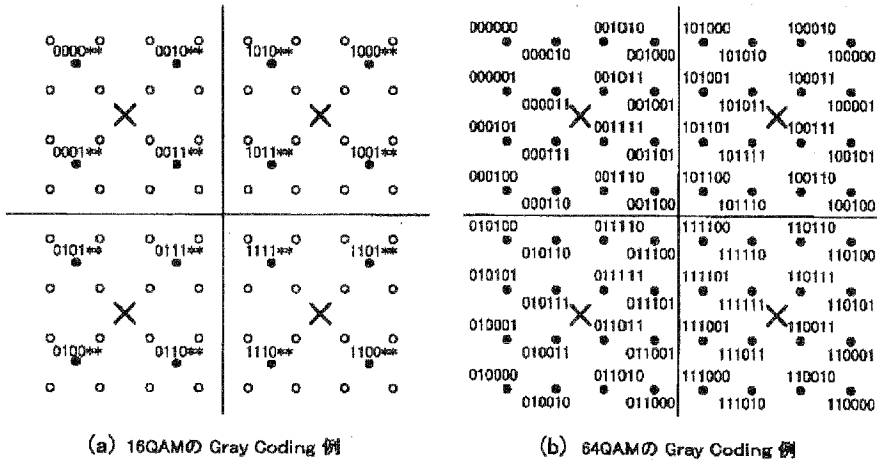 0000** 0010** 1010** 1000**
0001** 0011** 1011** 1001**
0101** 0111** 1111** 1101**
0100** 0110** 1110** 1100**
(a) 16QAMの Gray Coding 例
000000 001010 101000 100010
000010 001000 101010 100000
000001 001011 101001 100011
000011 001001 101011 100001
000101 001111 101101 100111
000111 001101 101111 100101
000100 001110 101100 100110
000110 001100 101110 100100
010100 011110 111100 110110
010110 011100 111110 110100
010101 011111 111101 110111
010111 011101 111111 110101
010001 011011 111001 110011
010011 011001 111011 110001
010000 011010 111000 110010
010010 011000 111010 110000
(b) 64QAMの Gray Coding 例